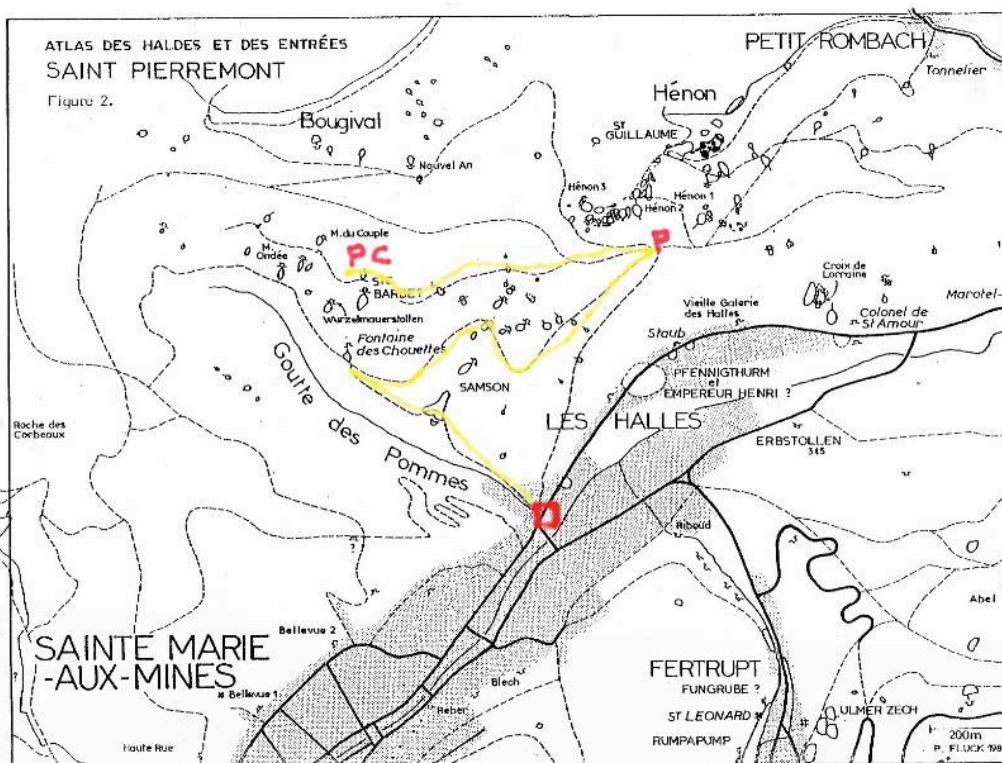 ATLAS DES HALDES ET DES ENTRÉES
SAINT PIERREMONT
Figure 2.
PETIT ROMBACH
Tonnelier
Hénon
ST GUILLAUME
Bougival
Nouvel An
Hénon 3
Hénon 2
Hénon 1
P
M. du Couple
M. Ondée
PC
STE
BARBE
Wurzelmauerstollen
Croix de
Lorraine
Vieille Galerie
des Halles
Colonel de
St Amour
Marotel-
Fontaine
des Chouettes
Staub
SAMSON
PFENNIGTHURM
et
EMPEREUR HENRI ?
Goutte des Pommes
LES HALLES
ERBSTOLLEN
345
Roche des
Corbeaux
Riboud
?
Abel
Bellevue 2
SAINTE MARIE
-AUX-MINES
Bellevue 1
Blech
Reber
Haute Rue
FERTRUPT
FUNGRUBE ?
ST LEONARD
RUMPAPUMP
ULMER ZECH
200m
P. FLUCK 198